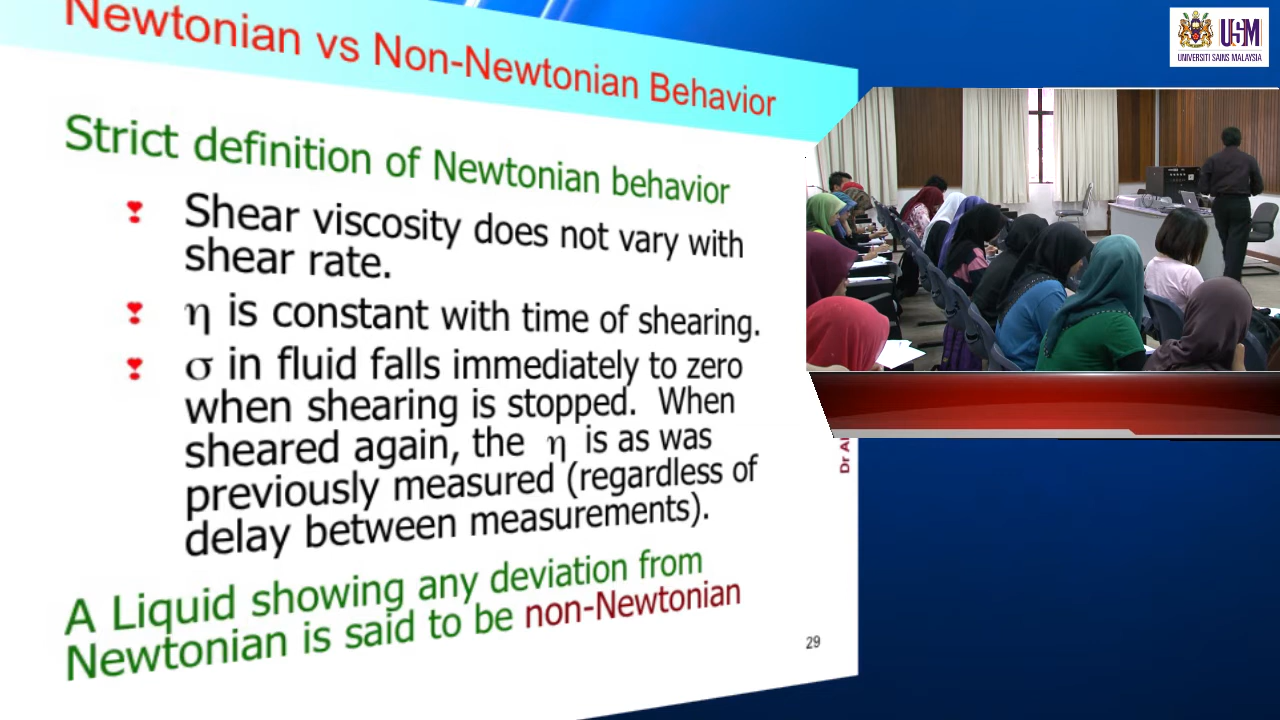 Newtonian vs Non-Newtonian Behavior
Strict definition of Newtonian behavior
Shear viscosity does not vary with
shear rate.
η is constant with time of shearing.
σ in fluid falls immediately to zero
when shearing is stopped. When
sheared again, the η is as was
previously measured (regardless of
delay between measurements).
A Liquid showing any deviation from
Newtonian is said to be non-Newtonian
29
Dr
USM
UNIVERSITI SAINS MALAYSIA